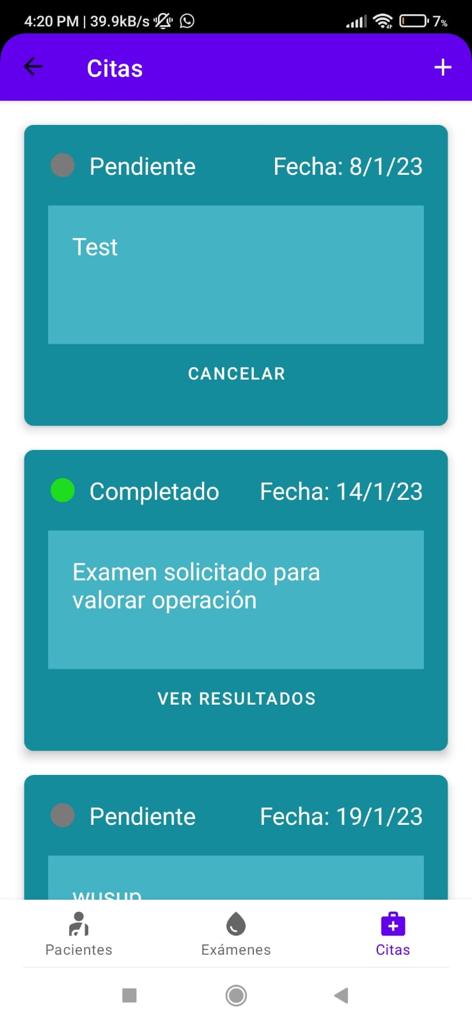 4:20 PM | 39.9kB/s
7%
Citas
Pendiente Fecha: 8/1/23
Test
CANCELAR
Completado Fecha: 14/1/23
Examen solicitado para
valorar operación
VER RESULTADOS
Pendiente Fecha: 19/1/23
wusup
Pacientes Exámenes Citas